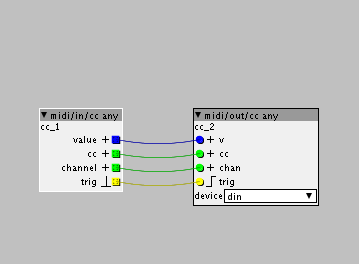 midi/in/cc any
cc_1
value
cc
channel
trig
midi/out/cc any
cc_2
v
cc
chan
trig
device din